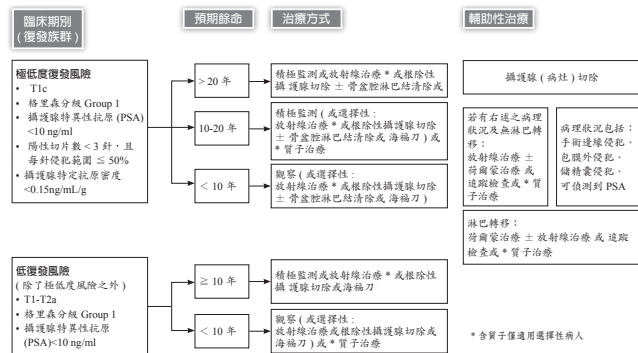 臨床期別
(復發族群)
預期餘命
治療方式
輔助性治療
極低度復發風險
• T1c
• 格里森分級 Group 1
• 攝護腺特異性抗原 (PSA)
<10 ng/ml
• 陽性切片數 < 3 針，且
每針侵犯範圍 ≦ 50%
• 攝護腺特定抗原密度
<0.15ng/mL/g
> 20 年
積極監測或放射線治療 * 或根除性
攝 護腺切除 ± 骨盆腔淋巴結清除或
10-20 年
積極監測 ( 或選擇性：
放射線治療 * 或根除性攝護腺切除
± 骨盆腔淋巴結清除或 海福刀 ) 或
* 質子治療
< 10 年
觀察 ( 或選擇性：
放射線治療 * 或根除性攝護腺切除
± 骨盆腔淋巴結清除或 海福刀 )
攝護腺 ( 病灶 ) 切除
若有右述之病理
狀況及無淋巴轉
移：
放射線治療 ±
荷爾蒙治療 或
追蹤檢查或 * 質
子治療
病理狀況包括：
手術邊緣侵犯、
包膜外侵犯、
儲精囊侵犯、
可偵測到 PSA
淋巴轉移：
荷爾蒙治療 ± 放射線治療 或 追蹤
檢查或 * 質子治療
低復發風險
( 除了極低度風險之外 )
• T1-T2a
• 格里森分級 Group 1
• 攝護腺特異性抗原
(PSA)<10 ng/ml
≧ 10 年
積極監測或放射線治療 * 或根除性
攝 護腺切除或海福刀
< 10 年
觀察 ( 或選擇性：
放射線治療或根除性攝護腺切除或
海福刀 ) 或 * 質子治療
* 含質子僅適用選擇性病人